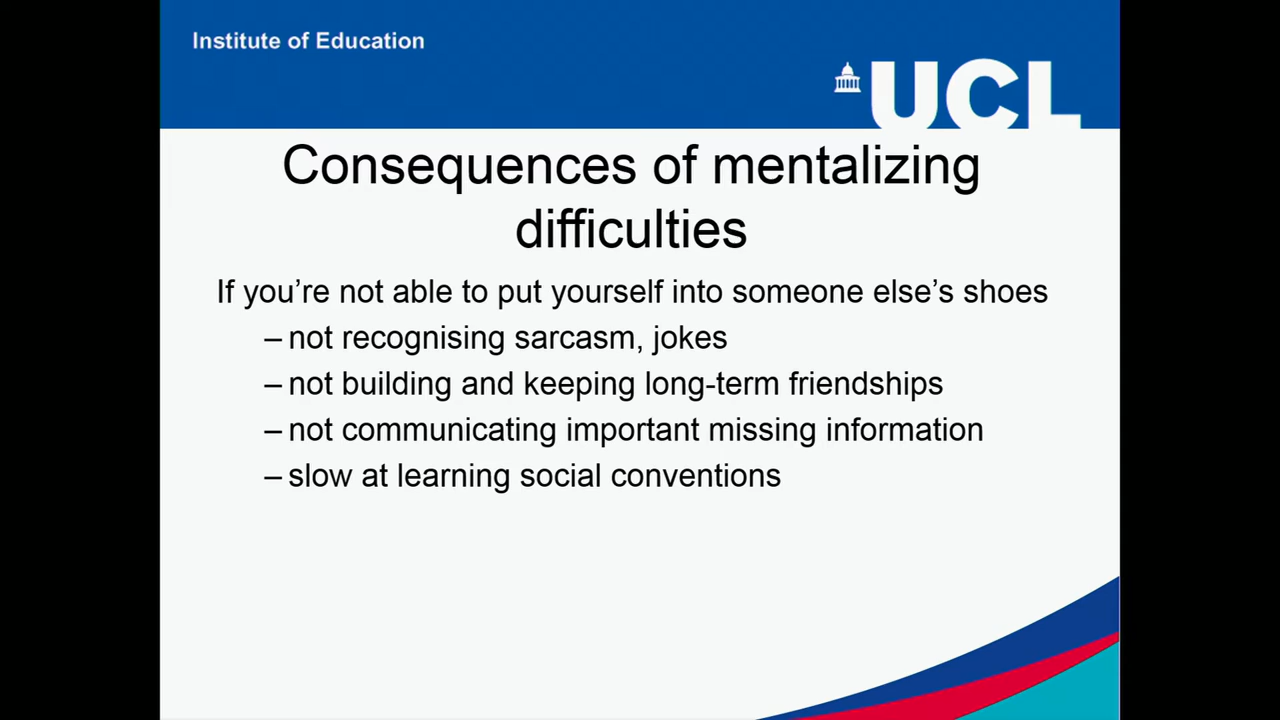 Institute of Education
UCL
Consequences of mentalizing
difficulties
If you’re not able to put yourself into someone else’s shoes
– not recognising sarcasm, jokes
– not building and keeping long-term friendships
– not communicating important missing information
– slow at learning social conventions